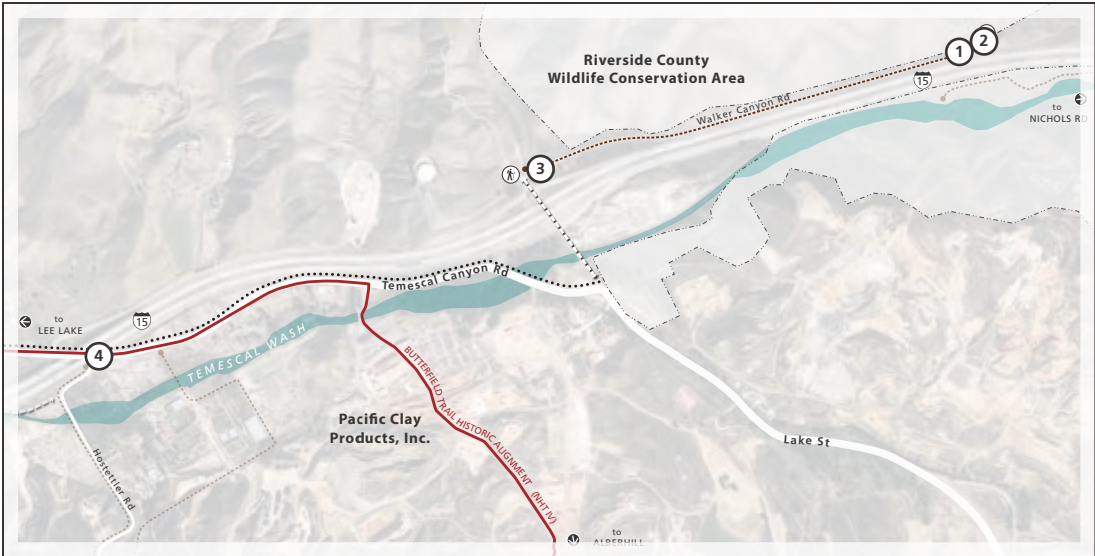 Riverside County
Wildlife Conservation Area
1
2
15
Walker Canyon Rd
to
NICHOLS RD
3
Temescal Canyon Rd
to
LEE LAKE
15
4
TEMESCAL WASH
BUTTERFIELD TRAIL HISTORIC ALIGNMENT (NHT IV)
Pacific Clay
Products, Inc.
Lake St
Hostettler Rd
to
ALBERHILL